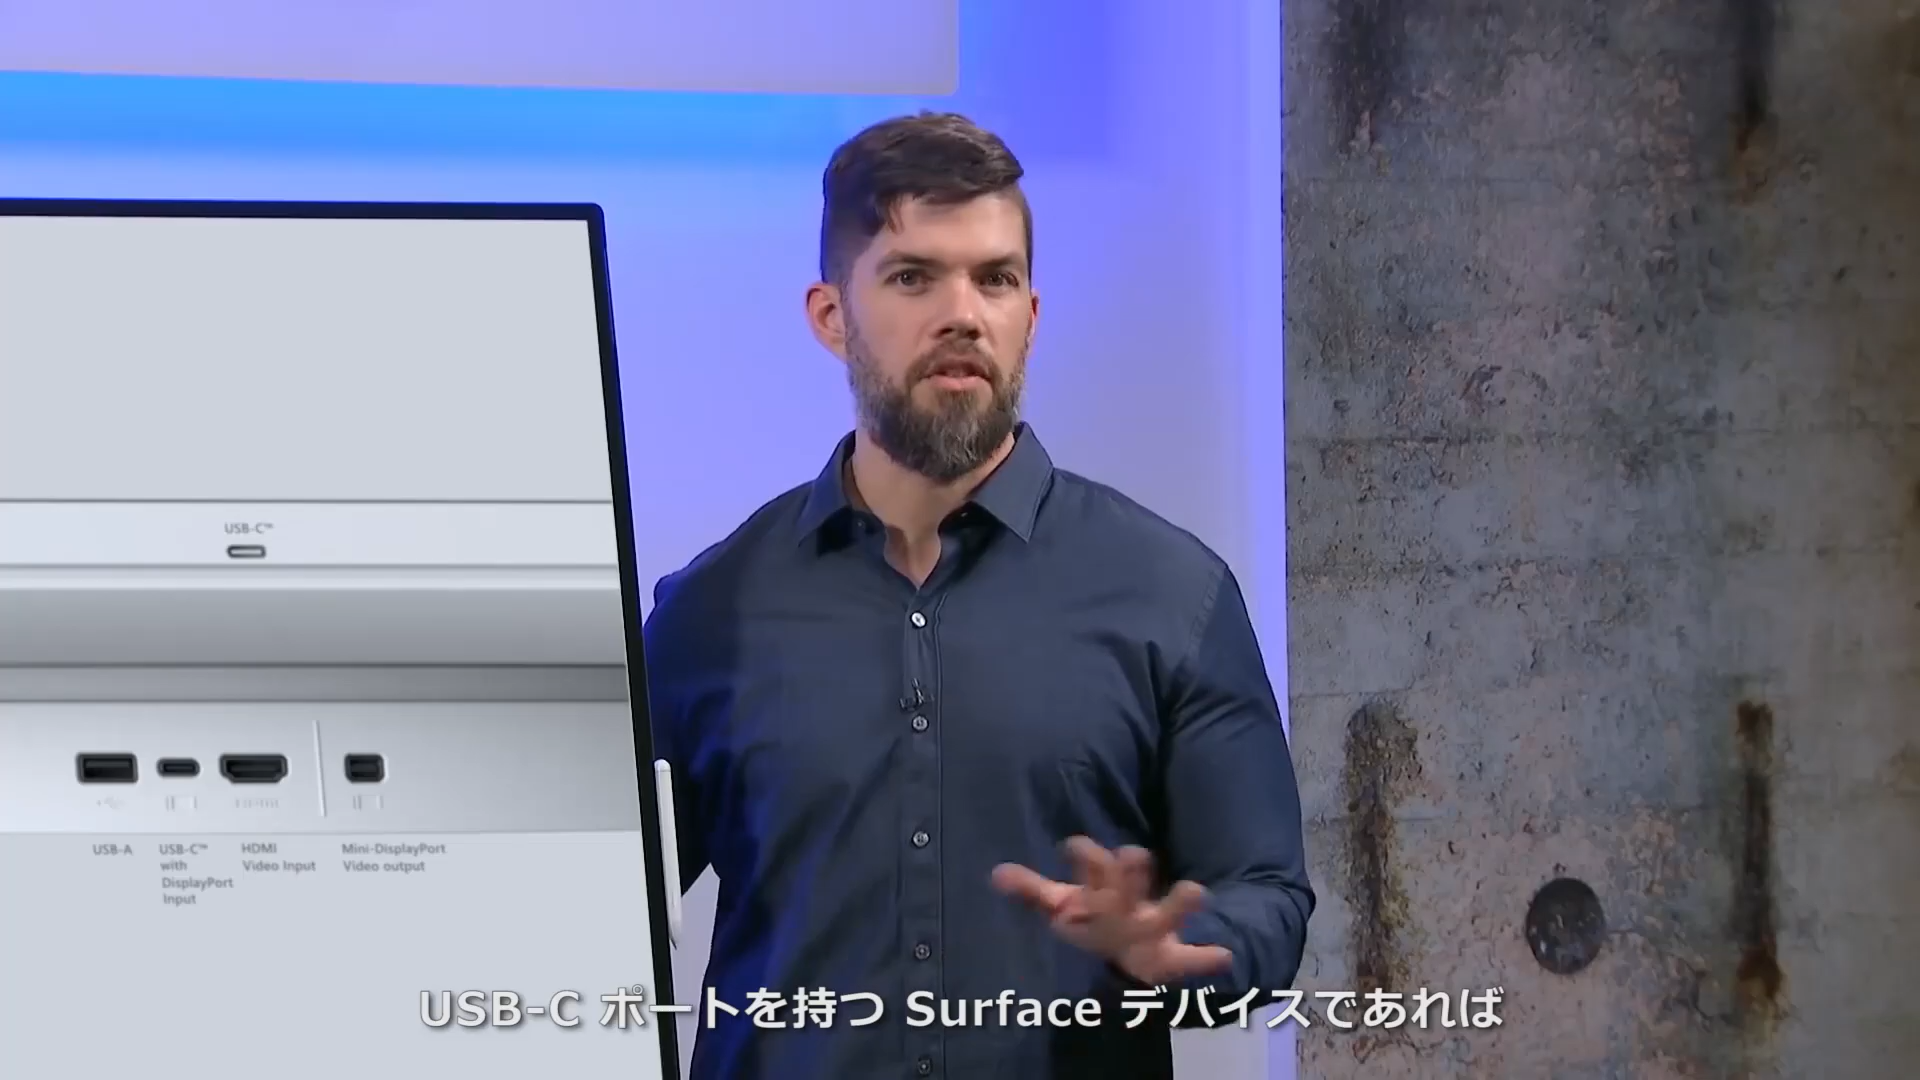 USB-C™
HDMI
USB-A
USB-C™
with
DisplayPort
Input
HDMI
Video Input
Mini-DisplayPort
Video output
USB-C ポートを持つ Surface デバイスであれば